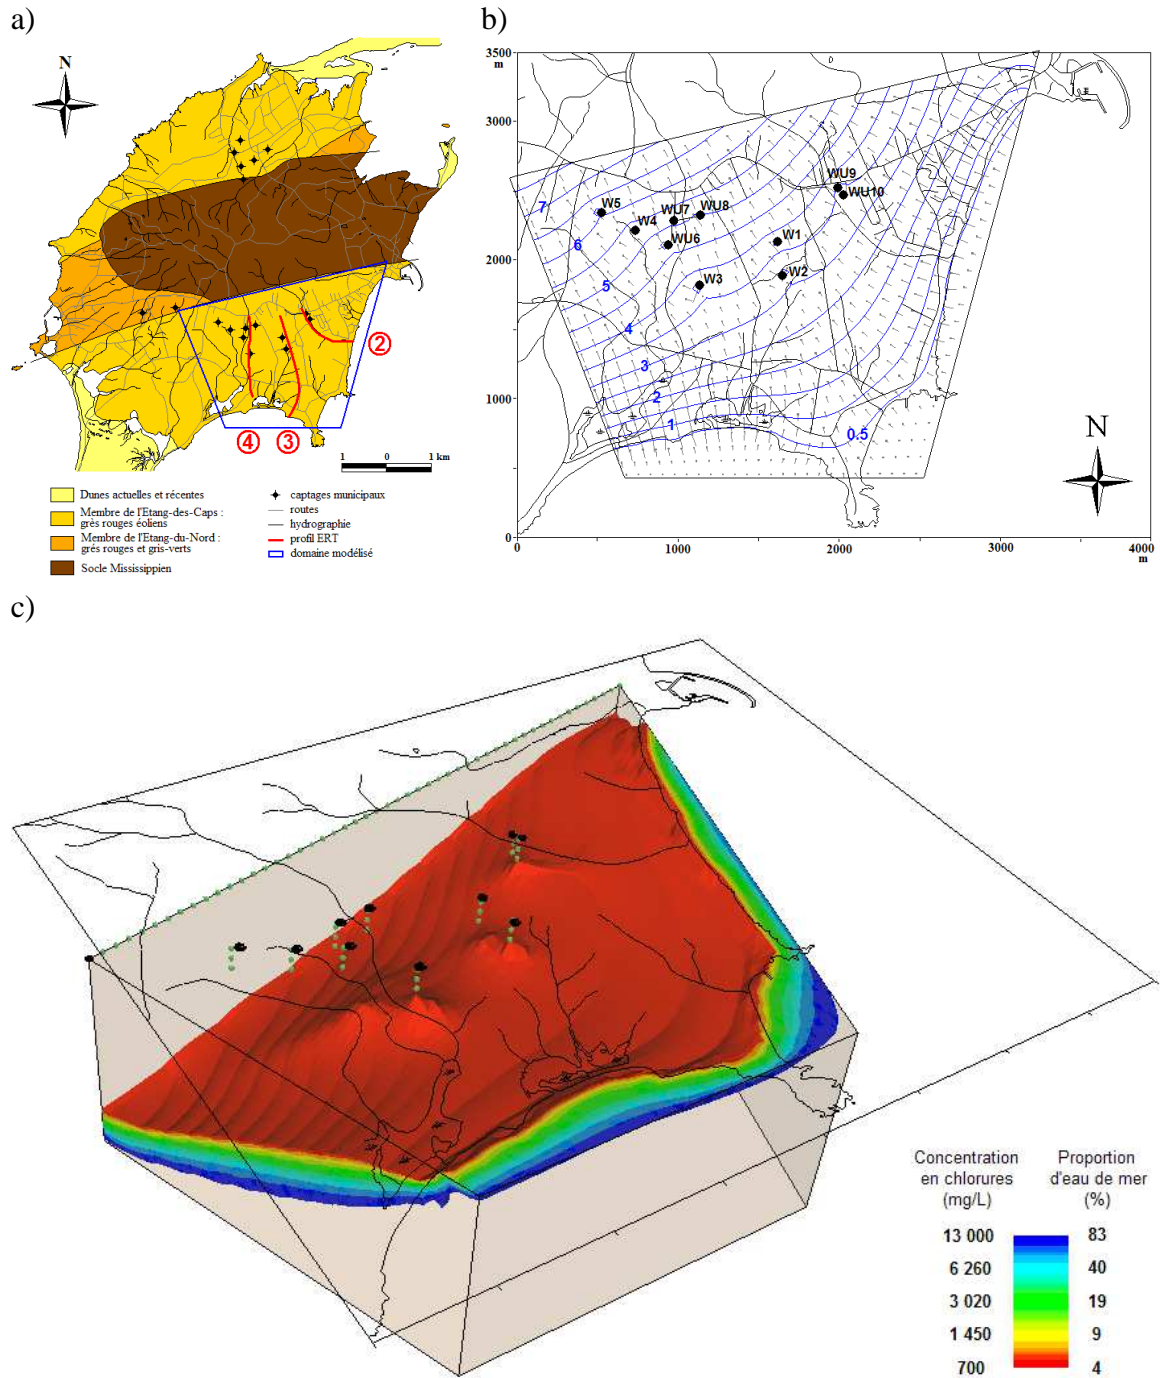 a)
N
②
④ ③
1 0 1 km
Dunes actuelles et récentes
Membre de l'Etang-des-Caps :
grès rouges éoliens
Membre de l'Etang-du-Nord :
grés rouges et gris-verts
Socle Mississippien
captages municipaux
routes
hydrographie
profil ERT
domaine modélisé
b)
3500
m
3000
2000
1000
0
0 1000 2000 3000 4000
m
WU9
WU10
W5
W4
WU7
WU8
WU6
W1
W2
W3
7
6
5
4
3
2
1
0.5
N
c)
Concentration
en chlorures
(mg/L)
Proportion
d'eau de mer
(%)
13 000 83
6 260 40
3 020 19
1 450 9
700 4